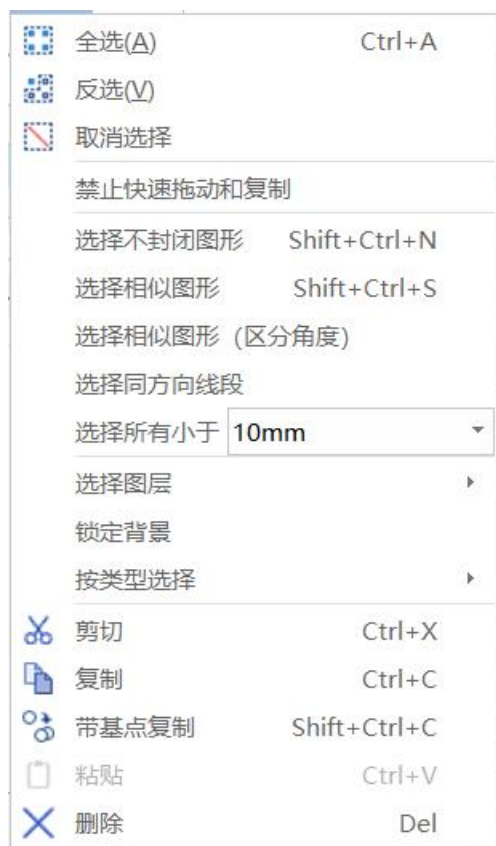 全选(A) Ctrl+A
反选(V)
取消选择
禁止快速拖动和复制
选择不封闭图形 Shift+Ctrl+N
选择相似图形 Shift+Ctrl+S
选择相似图形 (区分角度)
选择同方向线段
选择所有小于 10mm
选择图层
锁定背景
按类型选择
剪切 Ctrl+X
复制 Ctrl+C
带基点复制 Shift+Ctrl+C
粘贴 Ctrl+V
删除 Del